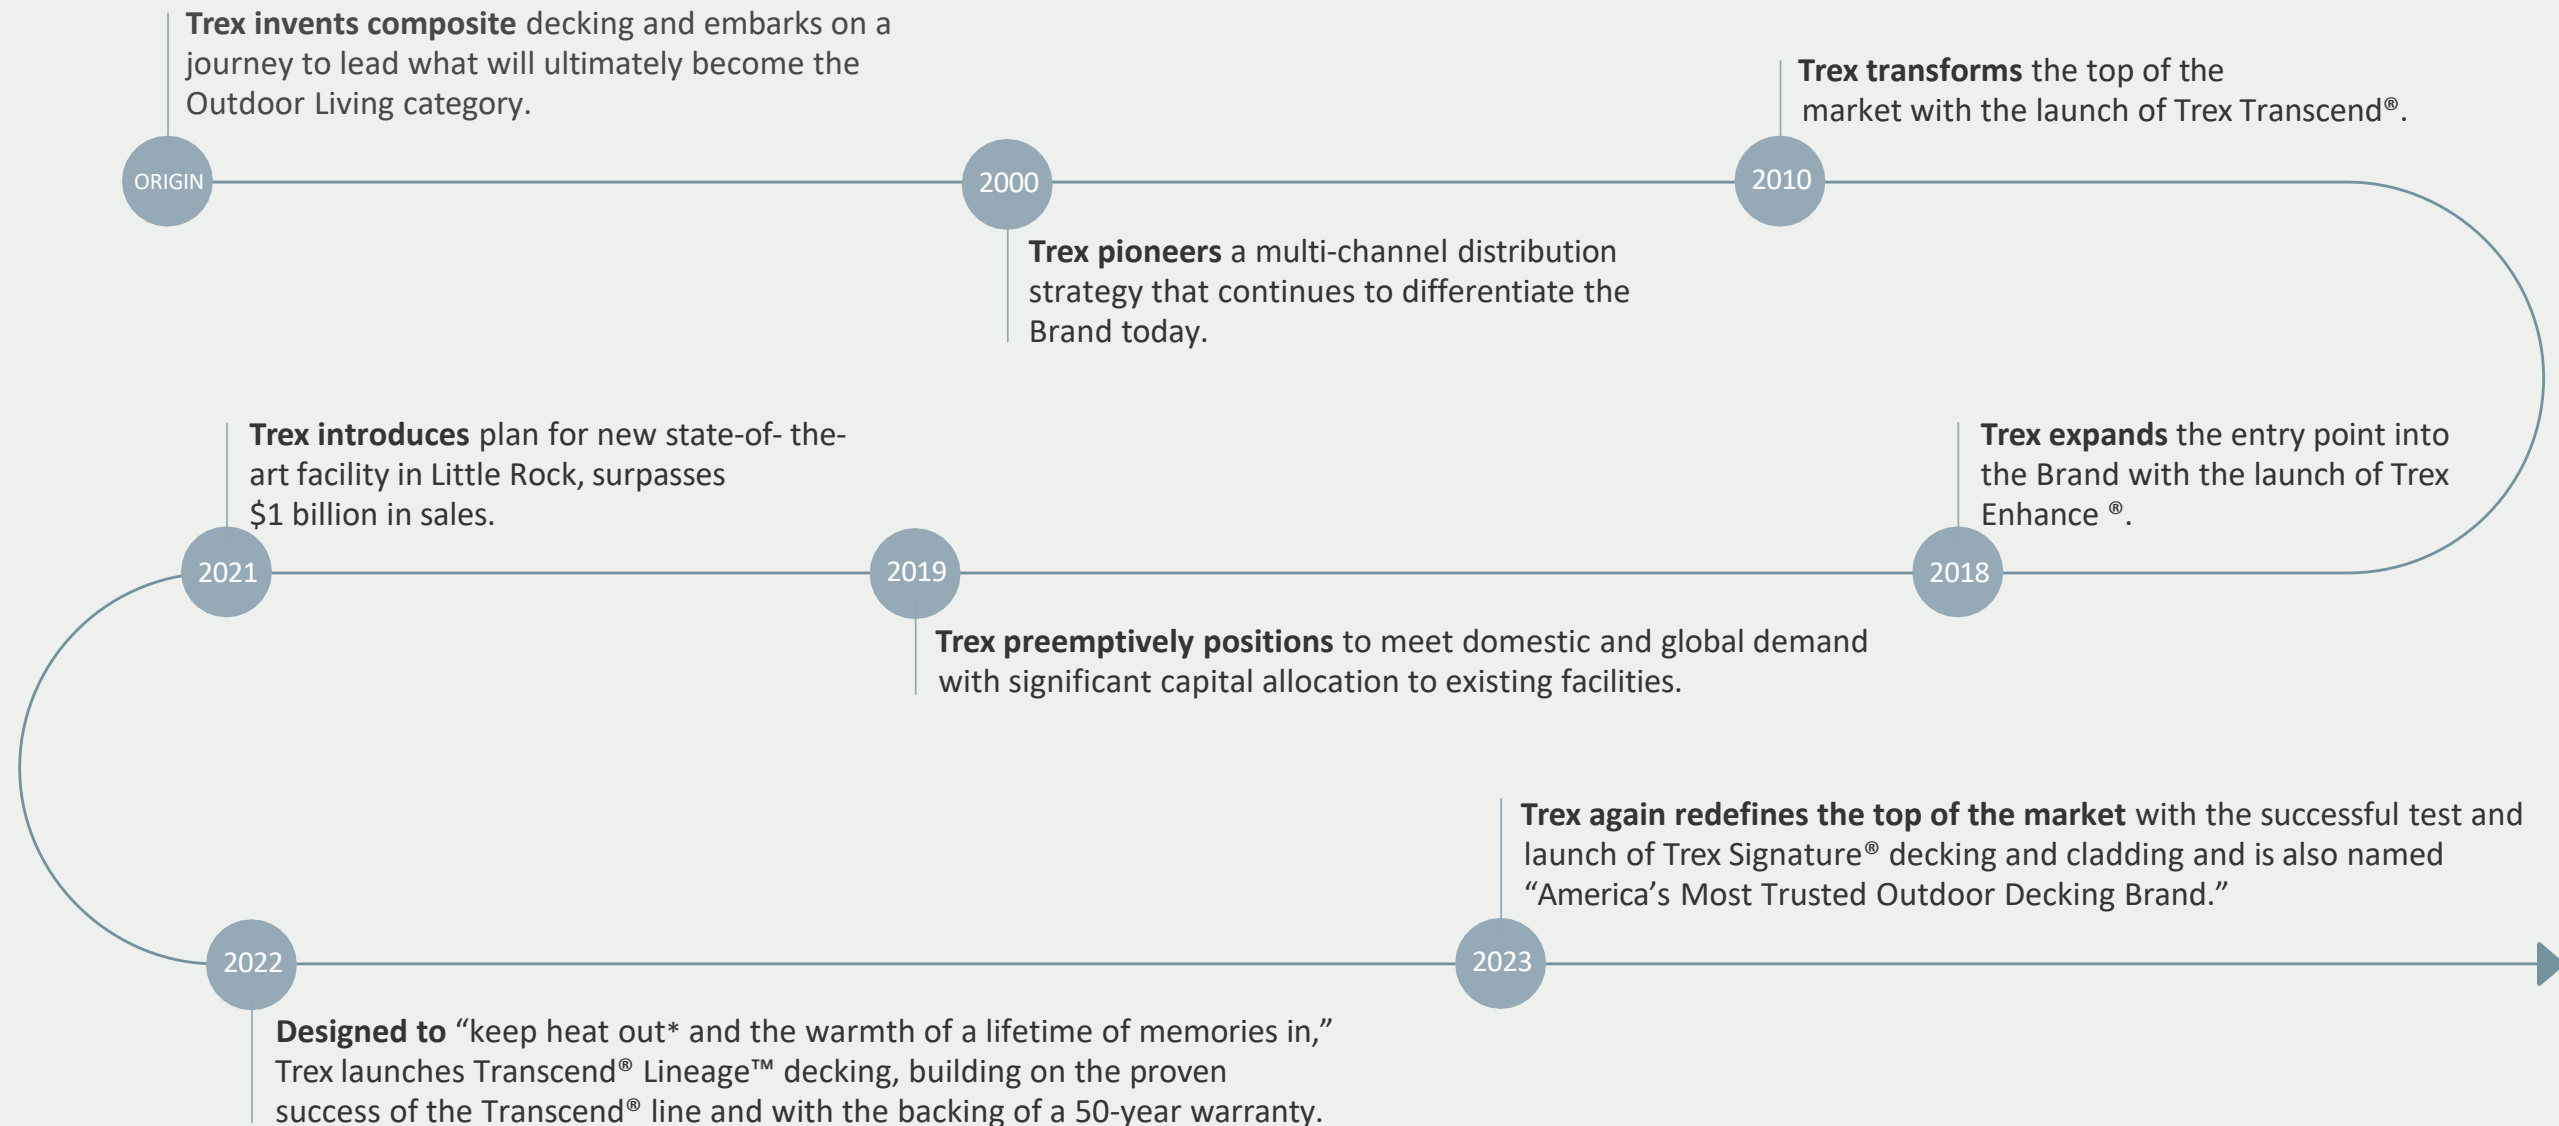 Trex invents composite decking and embarks on a
journey to lead what will ultimately become the
Outdoor Living category.
ORIGIN
2000
Trex pioneers a multi-channel distribution
strategy that continues to differentiate the
Brand today.
Trex transforms the top of the
market with the launch of Trex Transcend®.
2010
Trex expands the entry point into
the Brand with the launch of Trex
Enhance ®.
2018
2019
Trex preemptively positions to meet domestic and global demand
with significant capital allocation to existing facilities.
Trex introduces plan for new state-of- the-
art facility in Little Rock, surpasses
$1 billion in sales.
2021
2022
Designed to “keep heat out* and the warmth of a lifetime of memories in,”
Trex launches Transcend® Lineage™ decking, building on the proven
success of the Transcend® line and with the backing of a 50-year warranty.
Trex again redefines the top of the market with the successful test and
launch of Trex Signature® decking and cladding and is also named
“America’s Most Trusted Outdoor Decking Brand.”
2023